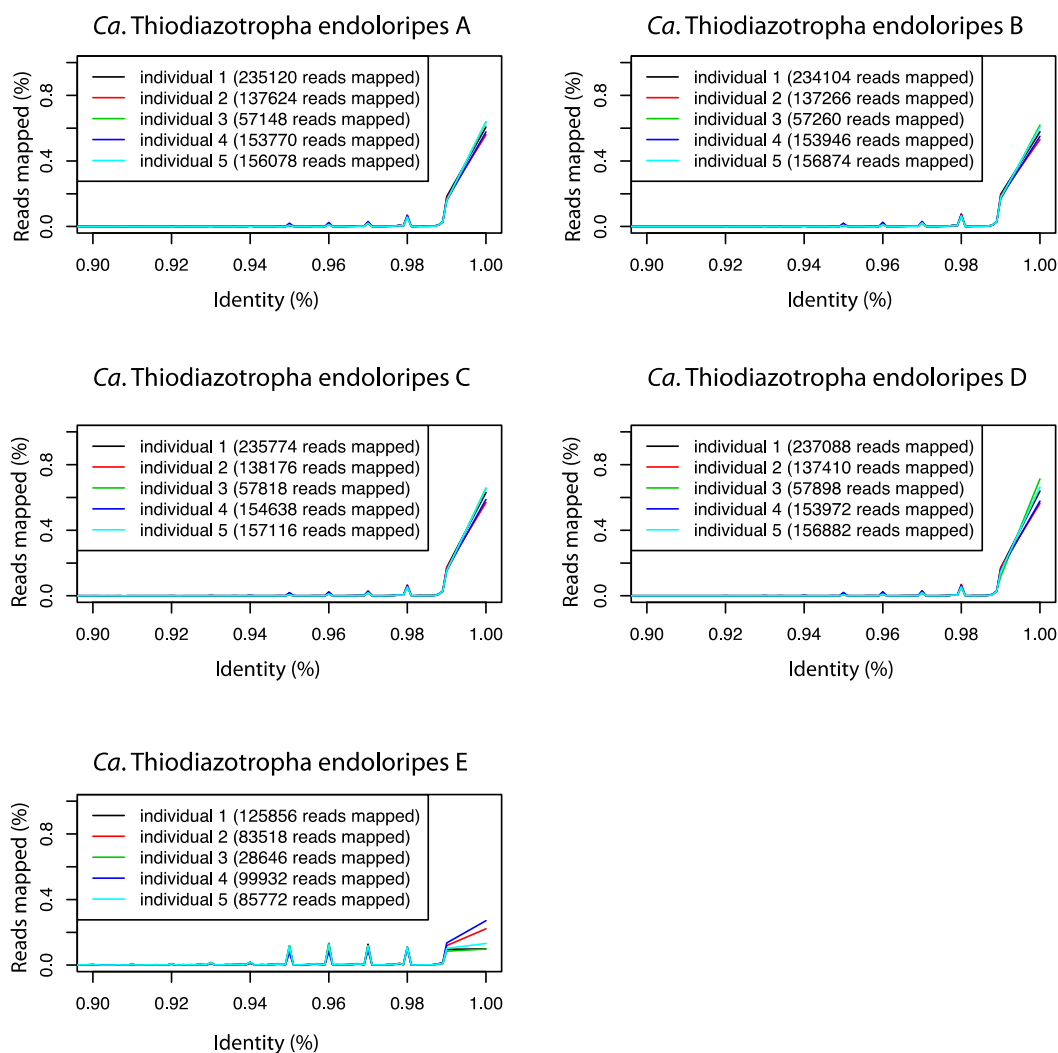 Ca. Thiodiazotropha endoloripes A
Reads mapped (%)
0.8
0.4
0.0
individual 1 (235120 reads mapped)
individual 2 (137624 reads mapped)
individual 3 (57148 reads mapped)
individual 4 (153770 reads mapped)
individual 5 (156078 reads mapped)
0.90 0.92 0.94 0.96 0.98 1.00
Identity (%)
Ca. Thiodiazotropha endoloripes B
Reads mapped (%)
0.8
0.4
0.0
individual 1 (234104 reads mapped)
individual 2 (137266 reads mapped)
individual 3 (57260 reads mapped)
individual 4 (153946 reads mapped)
individual 5 (156874 reads mapped)
0.90 0.92 0.94 0.96 0.98 1.00
Identity (%)
Ca. Thiodiazotropha endoloripes C
Reads mapped (%)
0.8
0.4
0.0
individual 1 (235774 reads mapped)
individual 2 (138176 reads mapped)
individual 3 (57818 reads mapped)
individual 4 (154638 reads mapped)
individual 5 (157116 reads mapped)
0.90 0.92 0.94 0.96 0.98 1.00
Identity (%)
Ca. Thiodiazotropha endoloripes D
Reads mapped (%)
0.8
0.4
0.0
individual 1 (237088 reads mapped)
individual 2 (137410 reads mapped)
individual 3 (57898 reads mapped)
individual 4 (153972 reads mapped)
individual 5 (156882 reads mapped)
0.90 0.92 0.94 0.96 0.98 1.00
Identity (%)
Ca. Thiodiazotropha endoloripes E
Reads mapped (%)
0.8
0.4
0.0
individual 1 (125856 reads mapped)
individual 2 (83518 reads mapped)
individual 3 (28646 reads mapped)
individual 4 (99932 reads mapped)
individual 5 (85772 reads mapped)
0.90 0.92 0.94 0.96 0.98 1.00
Identity (%)